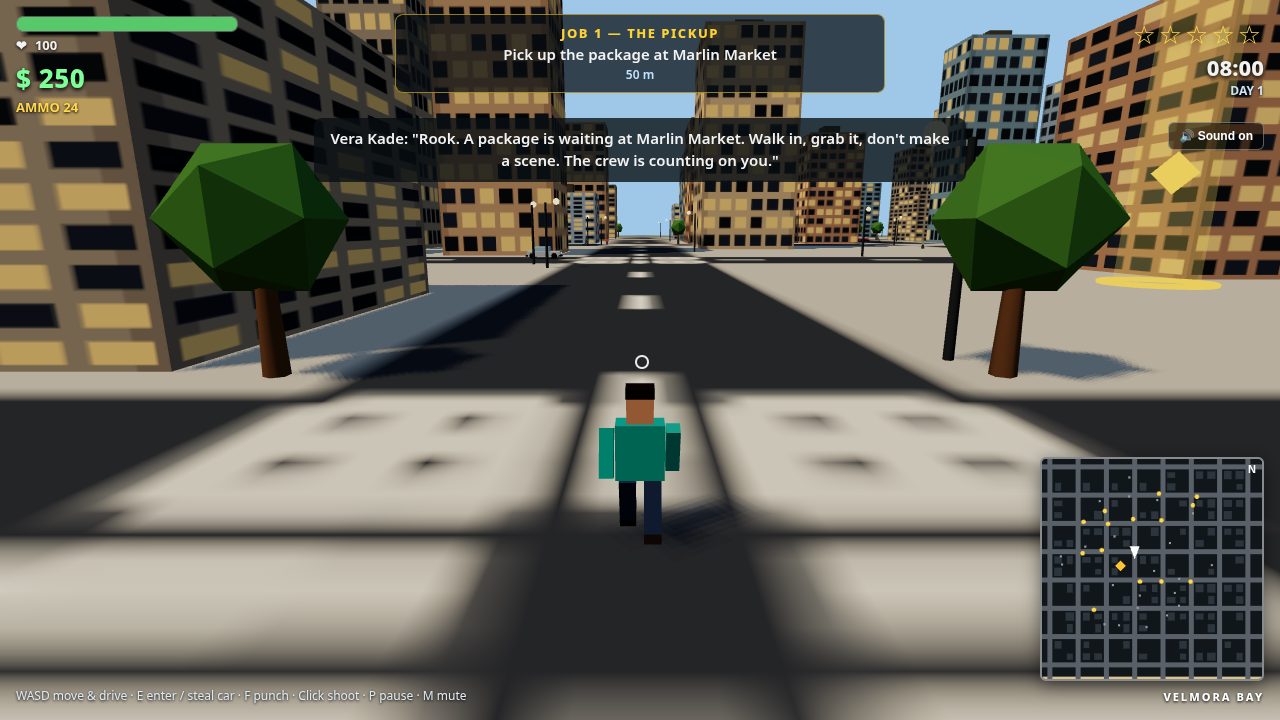 ❤ 100
$ 250
AMMO 24
JOB 1 — THE PICKUP
Pick up the package at Marlin Market
50 m
Vera Kade: "Rook. A package is waiting at Marlin Market. Walk in, grab it, don't make
a scene. The crew is counting on you."
☆ ☆ ☆ ☆ ☆
08:00
DAY 1
🔊 Sound on
N
WASD move & drive · E enter / steal car · F punch · Click shoot · P pause · M mute
VELMORA BAY